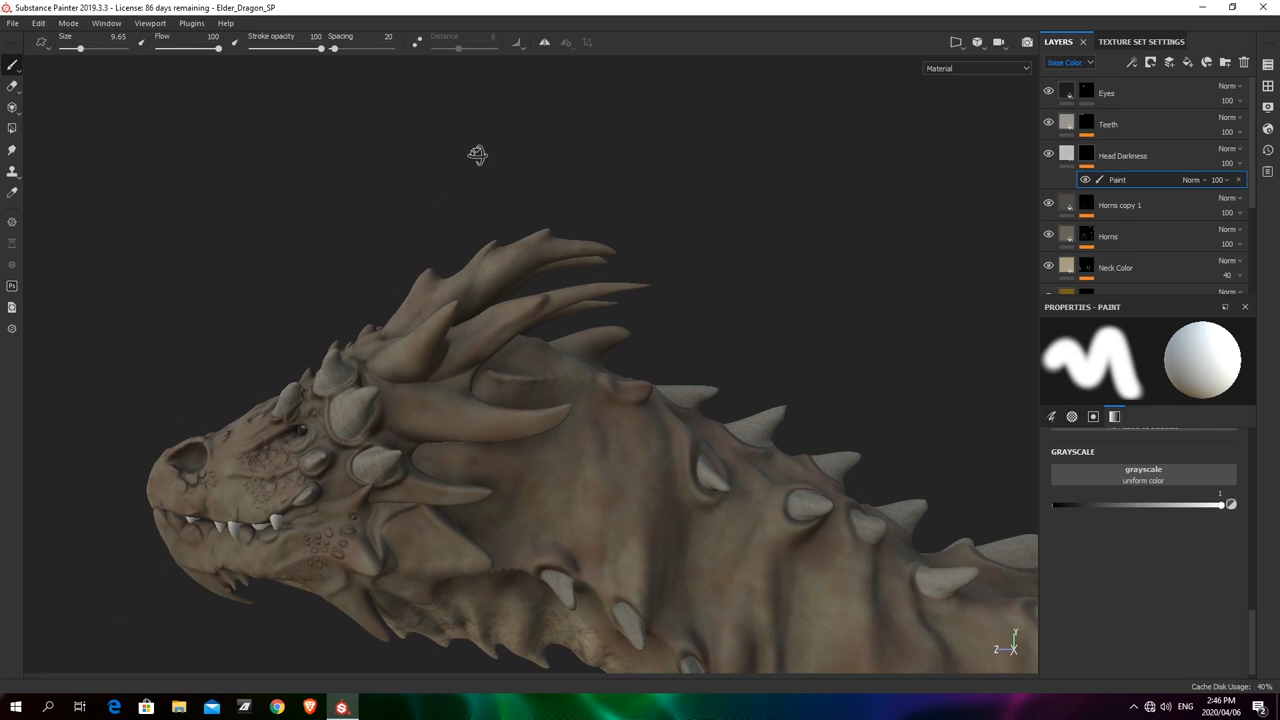 Substance Painter 2019.3.3 - License: 86 days remaining - Elder_Dragon_SP
File Edit Mode Window Viewport Plugins Help
Size 9.65 Flow 100 Stroke opacity 100 Spacing 20 Distance 8
Material
LAYERS TEXTURE SET SETTINGS
Base Color
Eyes Norm 100
Teeth Norm 100
Head Darkness Norm 100
Paint Norm 100
Horns copy 1 Norm 100
Horns Norm 100
Neck Color Norm 40
Norm
PROPERTIES - PAINT
GRAYSCALE
grayscale
uniform color
1
Ps
Y
Z X
Cache Disk Usage: 40%
ENG
2:46 PM
2020/04/06
2